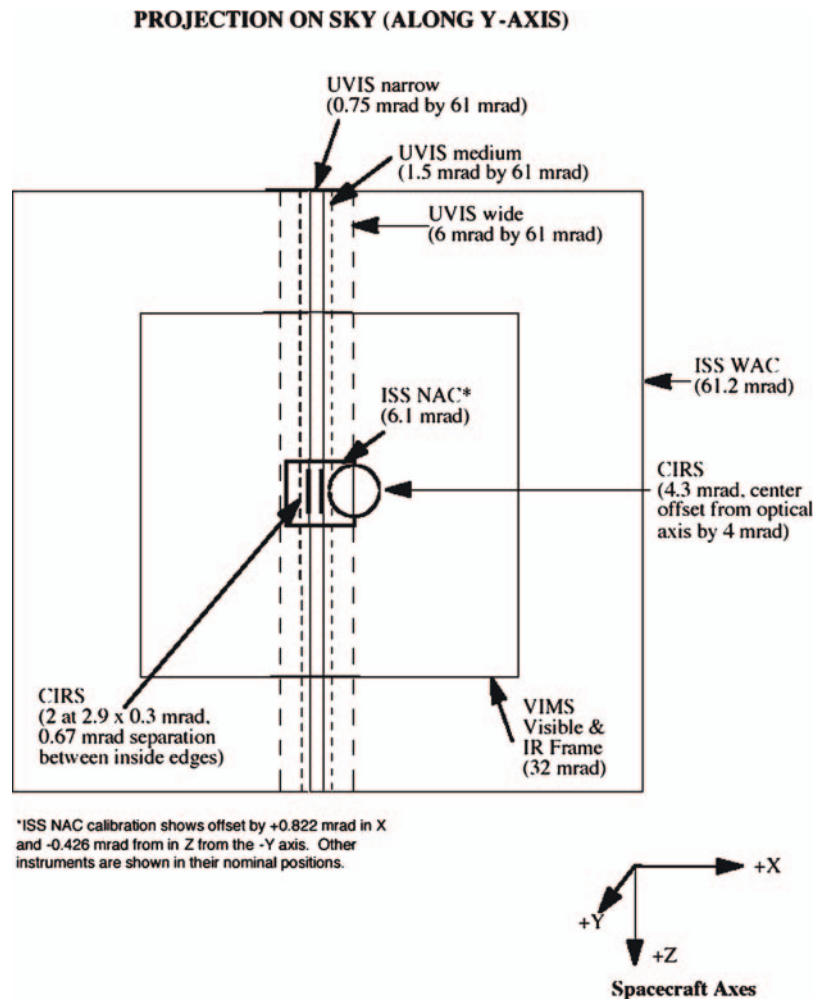 PROJECTION ON SKY (ALONG Y-AXIS)
UVIS narrow
(0.75 mrad by 61 mrad)
UVIS medium
(1.5 mrad by 61 mrad)
UVIS wide
(6 mrad by 61 mrad)
ISS WAC
(61.2 mrad)
ISS NAC*
(6.1 mrad)
CIRS
(4.3 mrad, center
offset from optical
axis by 4 mrad)
CIRS
(2 at 2.9 x 0.3 mrad,
0.67 mrad separation
between inside edges)
VIMS
Visible &
IR Frame
(32 mrad)
*ISS NAC calibration shows offset by +0.822 mrad in X
and -0.426 mrad from in Z from the -Y axis. Other
instruments are shown in their nominal positions.
+X
+Y
+Z
Spacecraft Axes